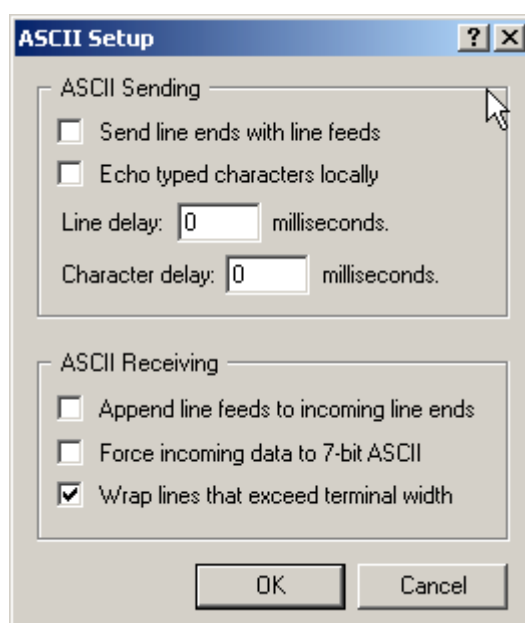 ASCII Setup
ASCII Sending
Send line ends with line feeds
Echo typed characters locally
Line delay: 0 milliseconds.
Character delay: 0 milliseconds.
ASCII Receiving
Append line feeds to incoming line ends
Force incoming data to 7-bit ASCII
Wrap lines that exceed terminal width
OK Cancel